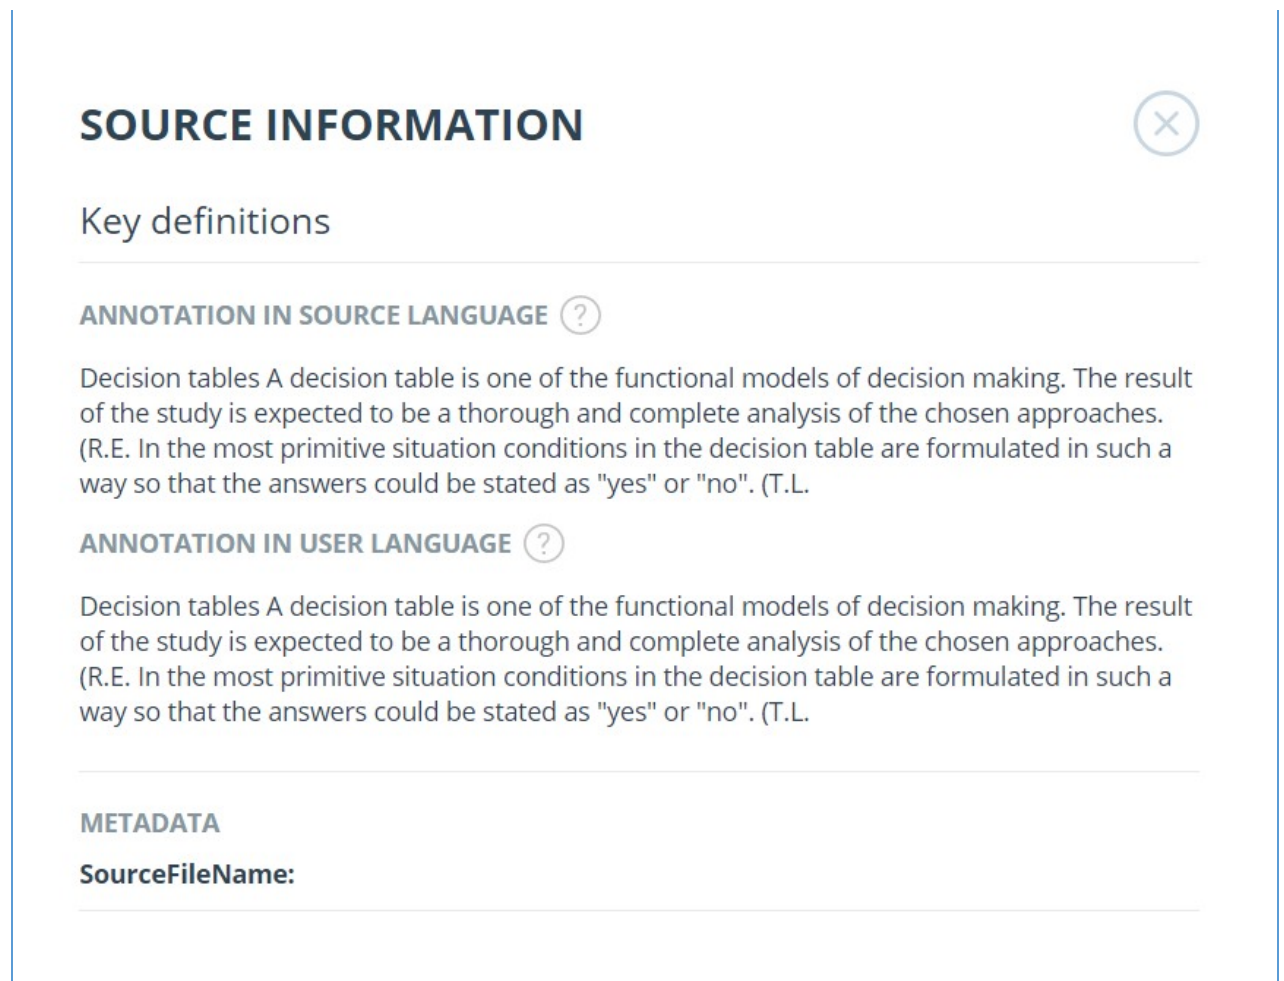 SOURCE INFORMATION
Key definitions
ANNOTATION IN SOURCE LANGUAGE ?
Decision tables A decision table is one of the functional models of decision making. The result
of the study is expected to be a thorough and complete analysis of the chosen approaches.
(R.E. In the most primitive situation conditions in the decision table are formulated in such a
way so that the answers could be stated as "yes" or "no". (T.L.
ANNOTATION IN USER LANGUAGE ?
Decision tables A decision table is one of the functional models of decision making. The result
of the study is expected to be a thorough and complete analysis of the chosen approaches.
(R.E. In the most primitive situation conditions in the decision table are formulated in such a
way so that the answers could be stated as "yes" or "no". (T.L.
METADATA
SourceFileName: